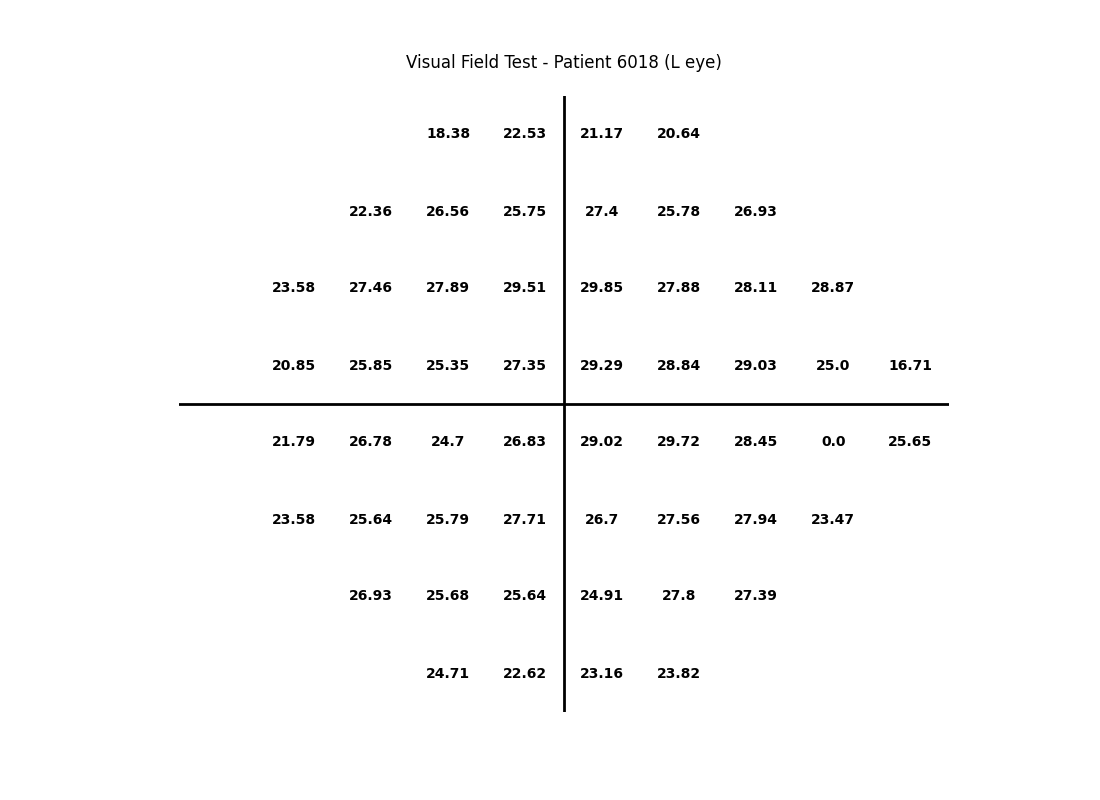 Visual Field Test - Patient 6018 (L eye)
18.38 22.53 21.17 20.64
22.36 26.56 25.75 27.4 25.78 26.93
23.58 27.46 27.89 29.51 29.85 27.88 28.11 28.87
20.85 25.85 25.35 27.35 29.29 28.84 29.03 25.0 16.71
21.79 26.78 24.7 26.83 29.02 29.72 28.45 0.0 25.65
23.58 25.64 25.79 27.71 26.7 27.56 27.94 23.47
26.93 25.68 25.64 24.91 27.8 27.39
24.71 22.62 23.16 23.82